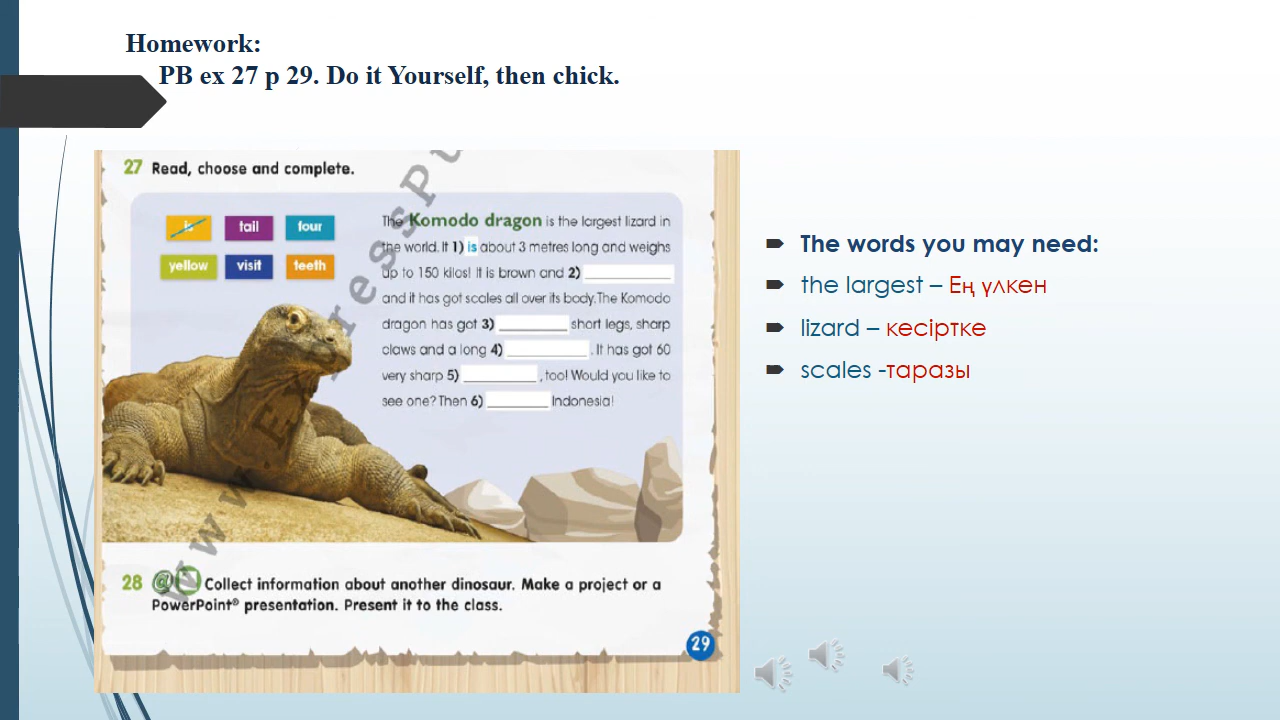 Homework:
PB ex 27 p 29. Do it Yourself, then chick.
27 Read, choose and complete.
is tail four
yellow visit teeth
The Komodo dragon is the largest lizard in
the world. It 1) is about 3 metres long and weighs
up to 150 kilos! It is brown and 2) ____________
and it has got scales all over its body. The Komodo
dragon has got 3) __________ short legs, sharp
claws and a long 4) ____________ . It has got 60
very sharp 5) ___________ , too! Would you like to
see one? Then 6) _________ Indonesia!
28 @ Collect information about another dinosaur. Make a project or a
PowerPoint® presentation. Present it to the class.
29
The words you may need:
the largest – Ең үлкен
lizard – кесіртке
scales -таразы